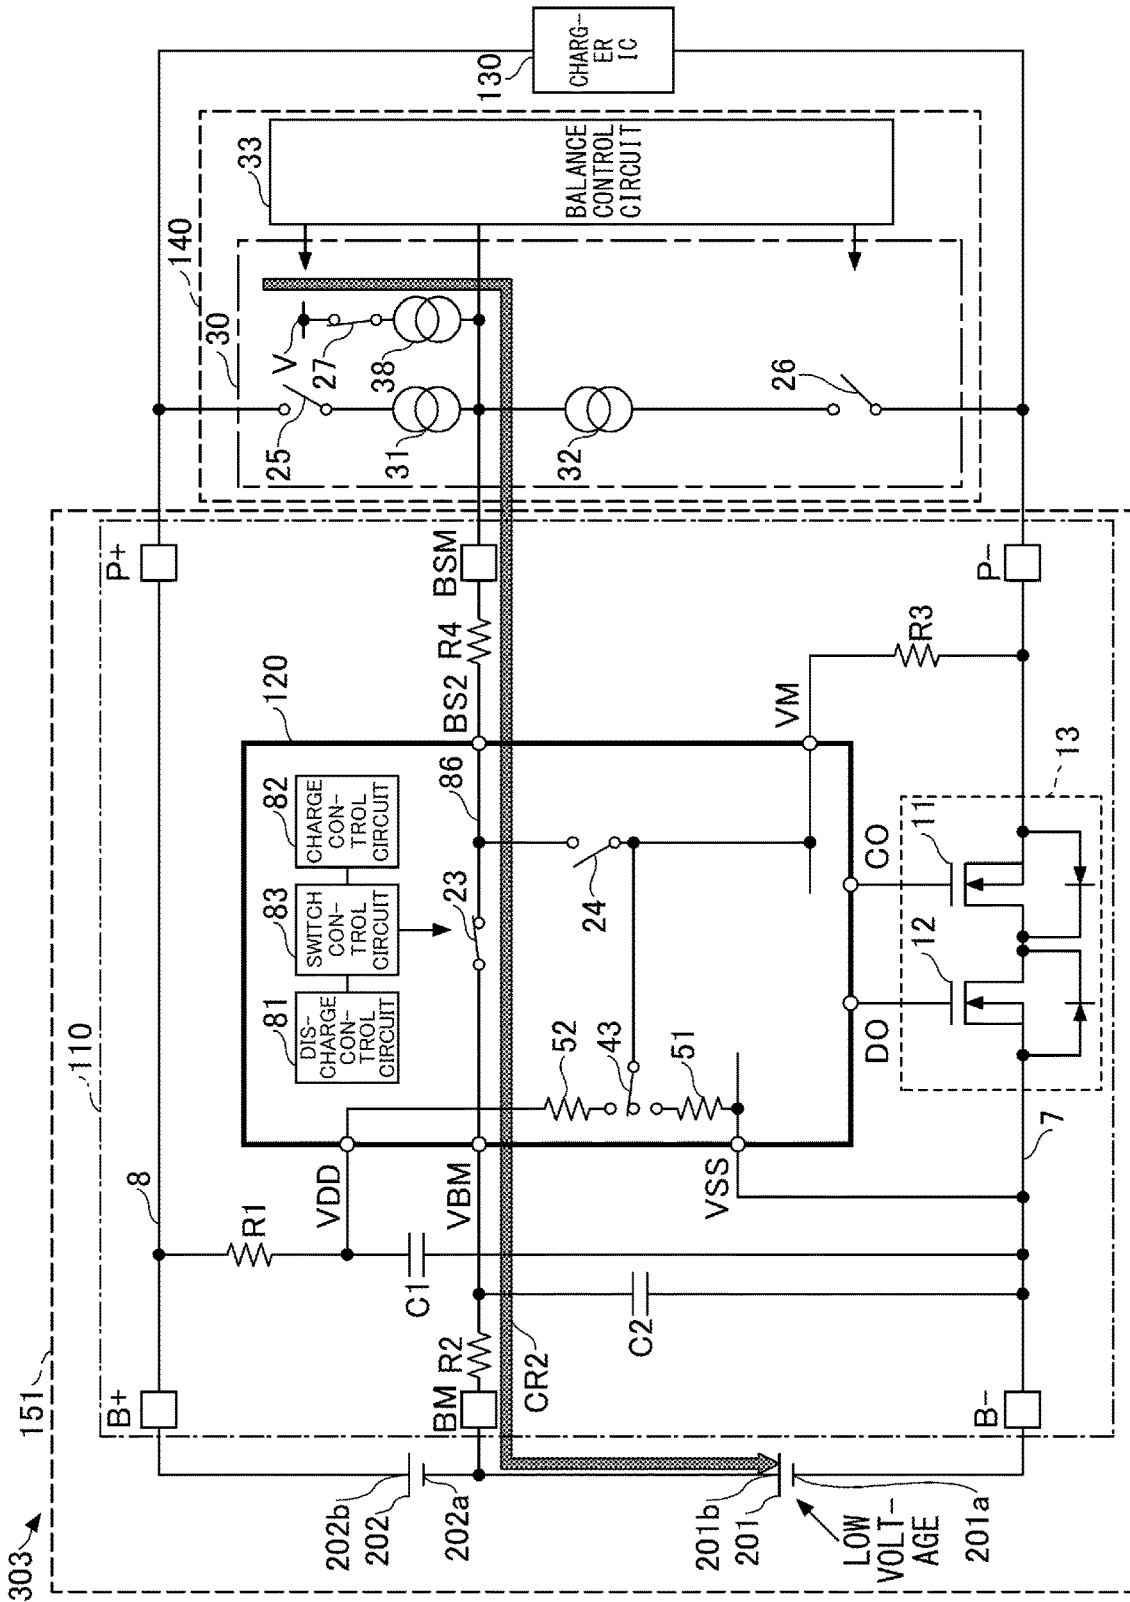 303
151
110
8
B+
P+
140
30
33
130
CHARG-
ER
IC
BALANCE
CONTROL
CIRCUIT
V
25
27
38
31
32
26
R1
VDD
VBM
C1
C2
R2
BM
CR2
81
DIS-
CHARGE
CON-
TROL
CIRCUIT
83
SWITCH
CON-
TROL
CIRCUIT
82
CHARGE
CON-
TROL
CIRCUIT
120
23
86
BS2
R4
BSM
24
52
43
51
VSS
VM
R3
DO
CO
12
11
13
7
B-
P-
202b
202
202a
201b
201
LOW
VOLT-
AGE
201a